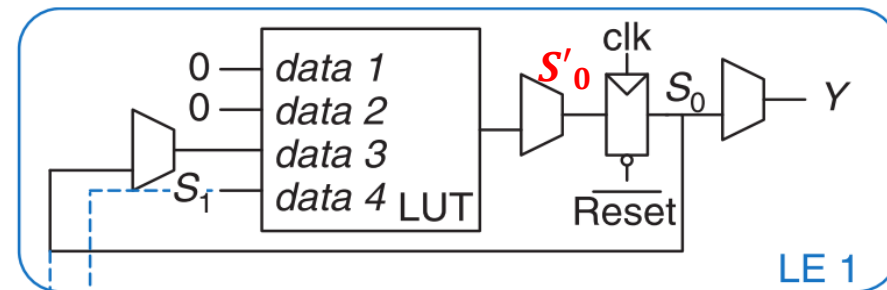 clk
0 data 1 S'₀ S₀ Y
0 data 2
data 3
S₁ data 4 LUT
Reset
LE 1